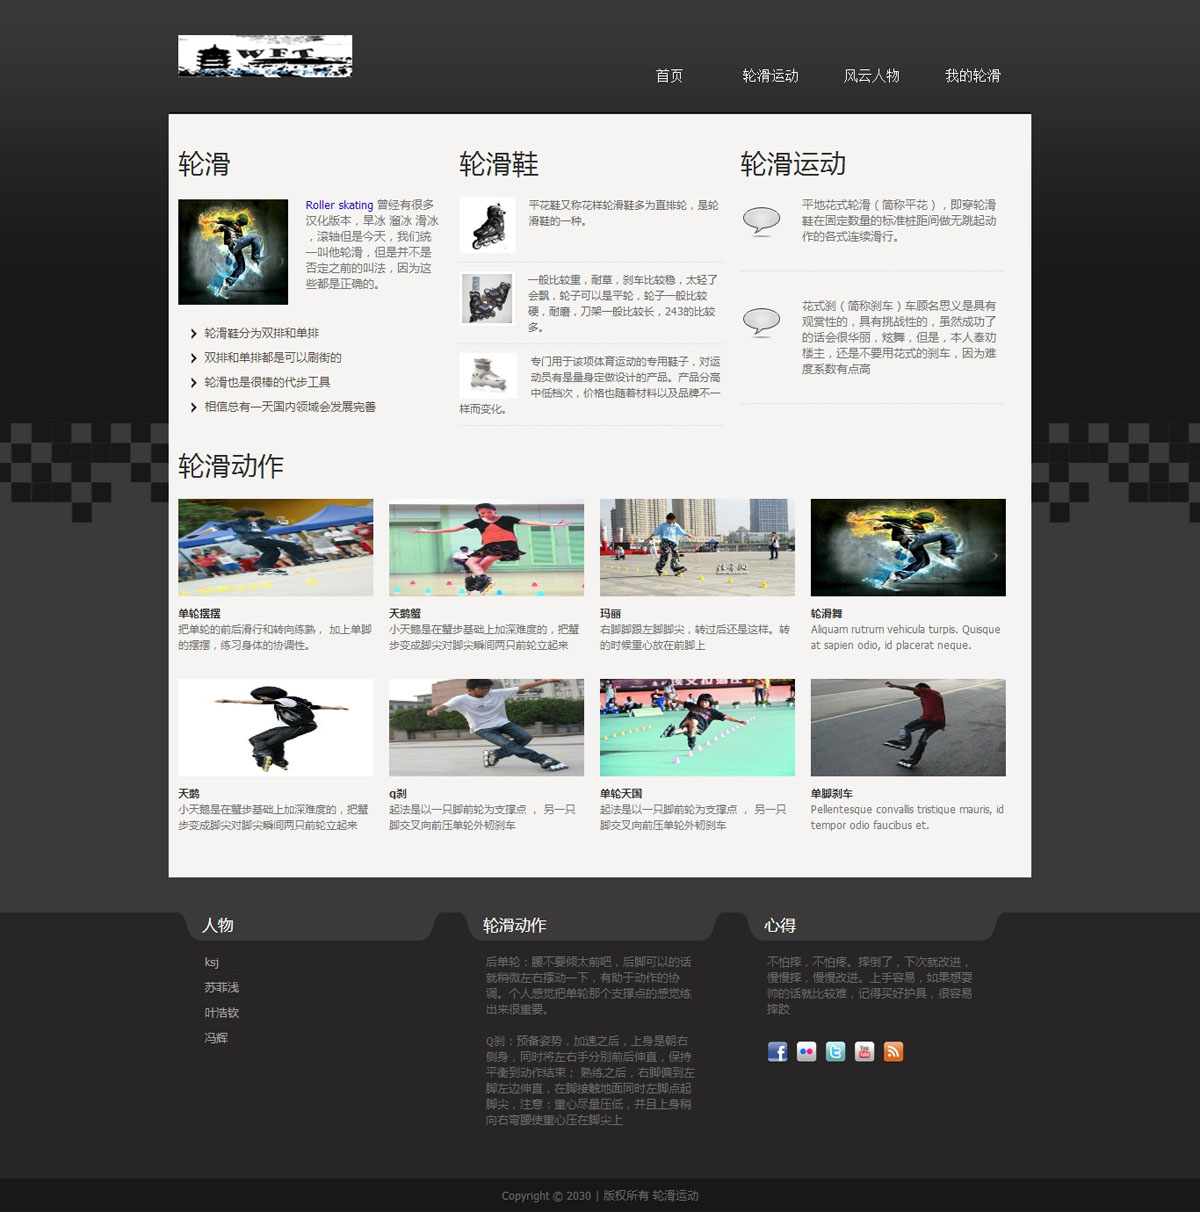 WFT
首页 轮滑运动 风云人物 我的轮滑
轮滑
Roller skating 曾经有很多
汉化版本，旱冰 溜冰 滑冰
，滚轴但是今天，我们统
一叫他轮滑，但是并不是
否定之前的叫法，因为这
些都是正确的。
轮滑鞋分为双排和单排
双排和单排都是可以刷街的
轮滑也是很棒的代步工具
相信总有一天国内领域会发展完善
轮滑鞋
平花鞋又称花样轮滑鞋多为直排轮，是轮
滑鞋的一种。
一般比较重，耐草，刹车比较稳，太轻了
会飘，轮子可以是平轮，轮子一般比较
硬，耐磨，刀架一般比较长，243的比较
多。
专门用于该项体育运动的专用鞋子，对运
动员有是量身定做设计的产品。产品分高
中低档次，价格也随着材料以及品牌不一
样而变化。
轮滑运动
平地花式轮滑（简称平花），即穿轮滑
鞋在固定数量的标准桩距间做无跳起动
作的各式连续滑行。
花式刹（简称刹车）车顾名思义是具有
观赏性的，具有挑战性的，虽然成功了
的话会很华丽，炫舞，但是，本人奉劝
楼主，还是不要用花式的刹车，因为难
度系数有点高
轮滑动作
单轮摆摆
把单轮的前后滑行和转向练熟， 加上单脚
的摆摆，练习身体的协调性。
天鹅蟹
小天鹅是在蟹步基础上加深难度的，把蟹
步变成脚尖对脚尖瞬间两只前轮立起来
玛丽
右脚脚跟左脚脚尖，转过后还是这样。转
的时候重心放在前脚上
轮滑舞
Aliquam rutrum vehicula turpis. Quisque
at sapien odio, id placerat neque.
天鹅
小天鹅是在蟹步基础上加深难度的，把蟹
步变成脚尖对脚尖瞬间两只前轮立起来
q刹
起法是以一只脚前轮为支撑点 ， 另一只
脚交叉向前压单轮外韧刹车
单轮天国
起法是以一只脚前轮为支撑点 ， 另一只
脚交叉向前压单轮外韧刹车
单脚刹车
Pellentesque convallis tristique mauris, id
tempor odio faucibus et.
人物
ksj
苏菲浅
叶浩钦
冯辉
轮滑动作
后单轮：腰不要倾太前吧，后脚可以的话
就稍微左右摆动一下，有助于动作的协
调。个人感觉把单轮那个支撑点的感觉练
出来很重要。
Q刹：预备姿势，加速之后，上身是朝右
侧身，同时将左右手分别前后伸直，保持
平衡到动作结束； 熟练之后，右脚偏到左
脚左边伸直，在脚接触地面同时左脚点起
脚尖，注意：重心尽量压低，并且上身稍
向右弯腰使重心压在脚尖上
心得
不怕摔，不怕疼。摔倒了，下次就改进，
慢慢摔，慢慢改进。上手容易，如果想耍
帅的话就比较难，记得买好护具，很容易
摔跤
Copyright © 2030 | 版权所有 轮滑运动